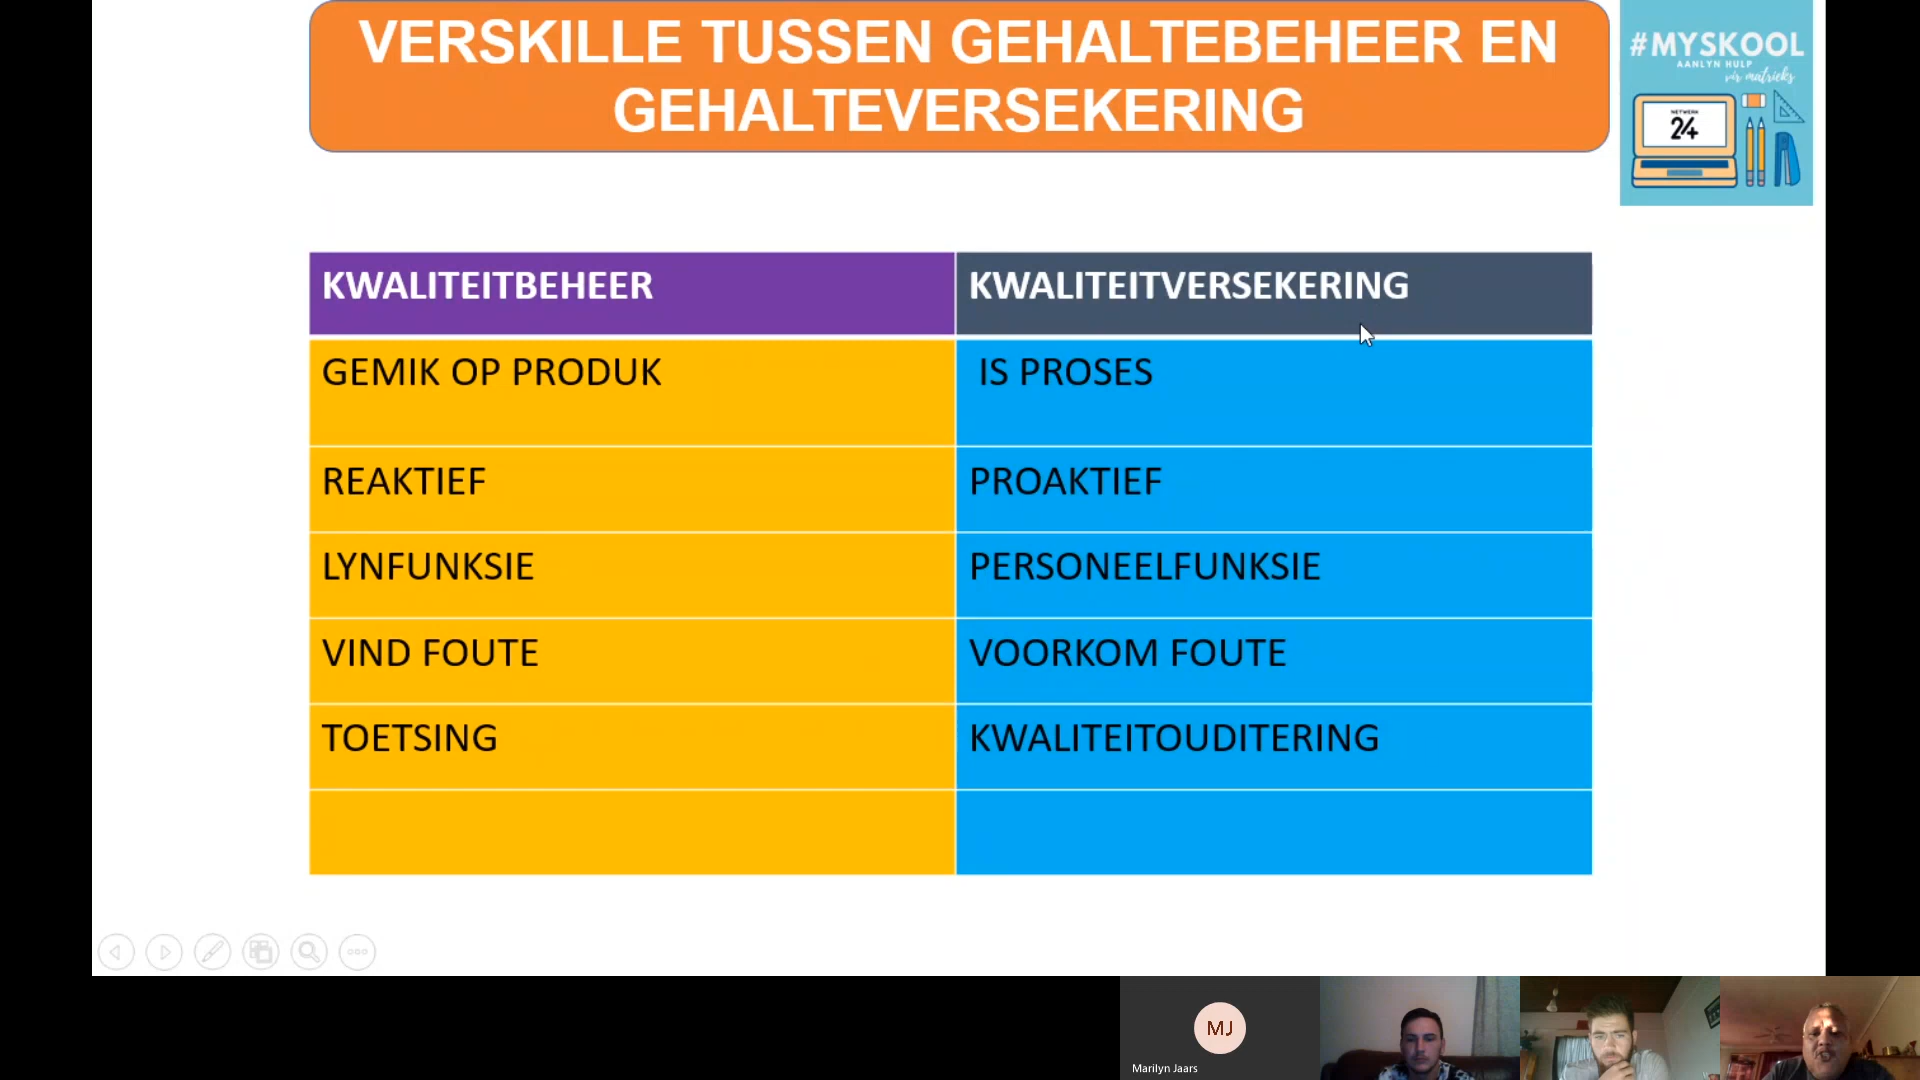 VERSKILLE TUSSEN GEHALTEBEHEER EN
GEHALTEVERSEKERING
#MYSKOOL
AANLYN HULP
vir matrieks
NETWERK
24
KWALITEITBEHEER
KWALITEITVERSEKERING
GEMIK OP PRODUK
IS PROSES
REAKTIEF
PROAKTIEF
LYNFUNKSIE
PERSONEELFUNKSIE
VIND FOUTE
VOORKOM FOUTE
TOETSING
KWALITEITOUDITERING
MJ
Marilyn Jaars